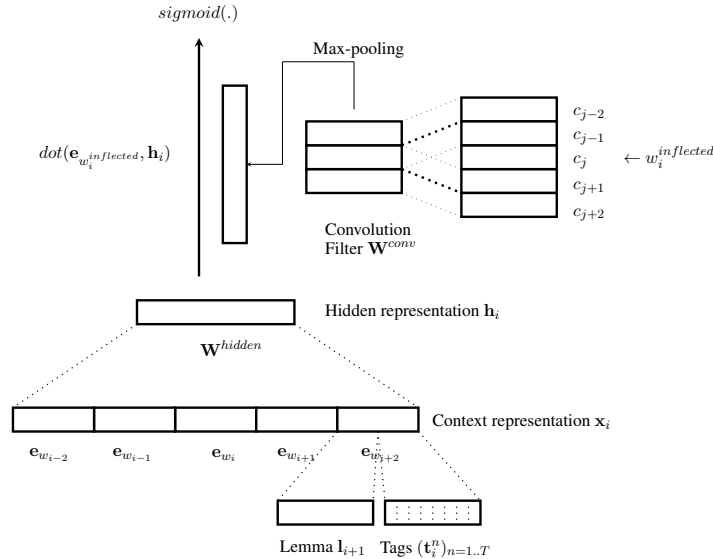 sigmoid(.)
Max-pooling
c_{j−2}
c_{j−1}
dot(e_{w_i^{inflected}}, h_i)
c_j
← w_i^{inflected}
c_{j+1}
c_{j+2}
Convolution
Filter W^{conv}
Hidden representation h_i
W^{hidden}
Context representation x_i
e_{w_{i−2}} e_{w_{i−1}} e_{w_i} e_{w_{i+1}} e_{w_{i+2}}
Lemma l_{i+1} Tags (t_i^n)_{n=1..T}